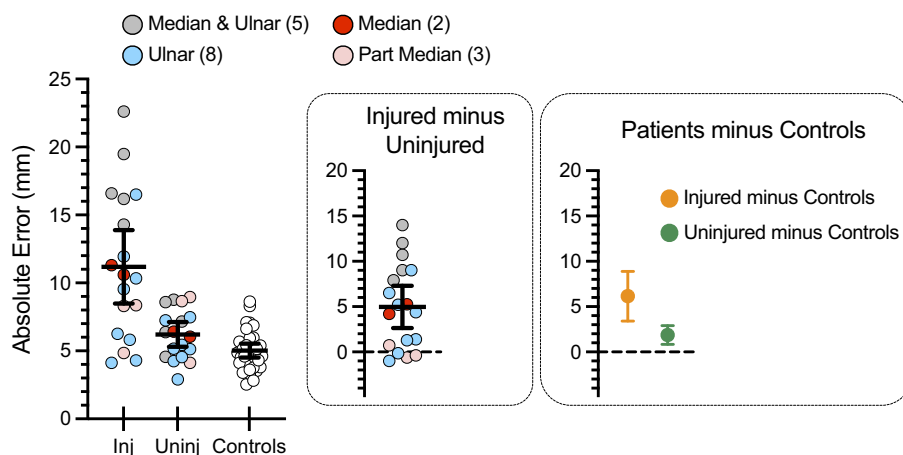 Median & Ulnar (5)
Median (2)
Ulnar (8)
Part Median (3)
Absolute Error (mm)
25
20
15
10
5
0
Inj
Uninj
Controls
Injured minus
Uninjured
20
15
10
5
0
Patients minus Controls
20
15
10
5
0
Injured minus Controls
Uninjured minus Controls